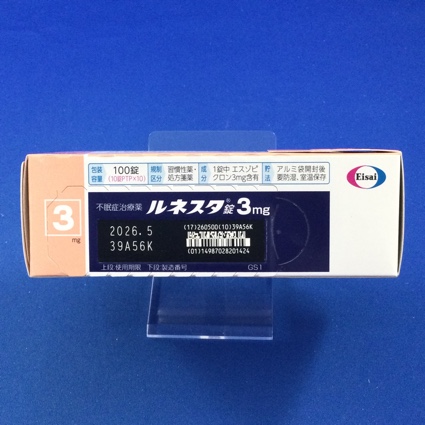 包装容量 100錠 (10錠PTP×10) 規制区分 習慣性薬・処方箋薬 成分 1錠中 エスゾピクロン3mg含有 貯法 アルミ袋開封後要防湿、室温保存
Eisai
3
mg
不眠症治療薬 ルネスタ®錠3mg
2026.5
39A56K
(17)260500(10)39A56K
(01)14987028201424
上段:使用期限 下段:製造番号 GS1